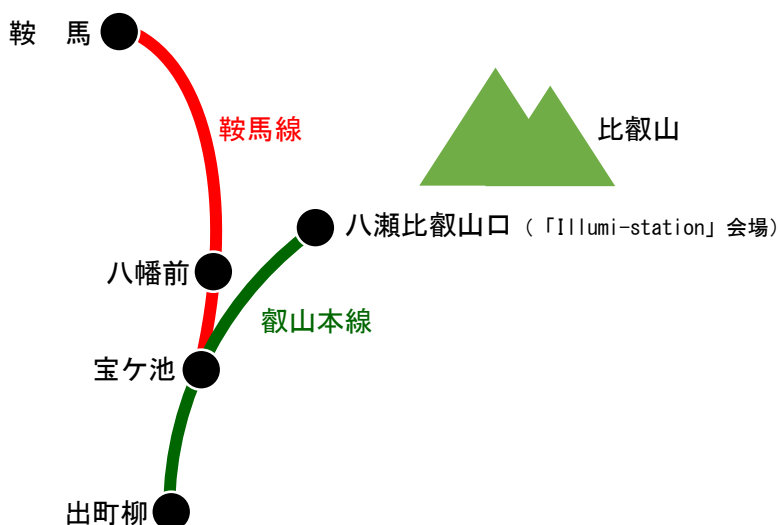 鞍　馬
鞍馬線
比叡山
八瀬比叡山口（「Illumi-station」会場）
八幡前
叡山本線
宝ケ池
出町柳